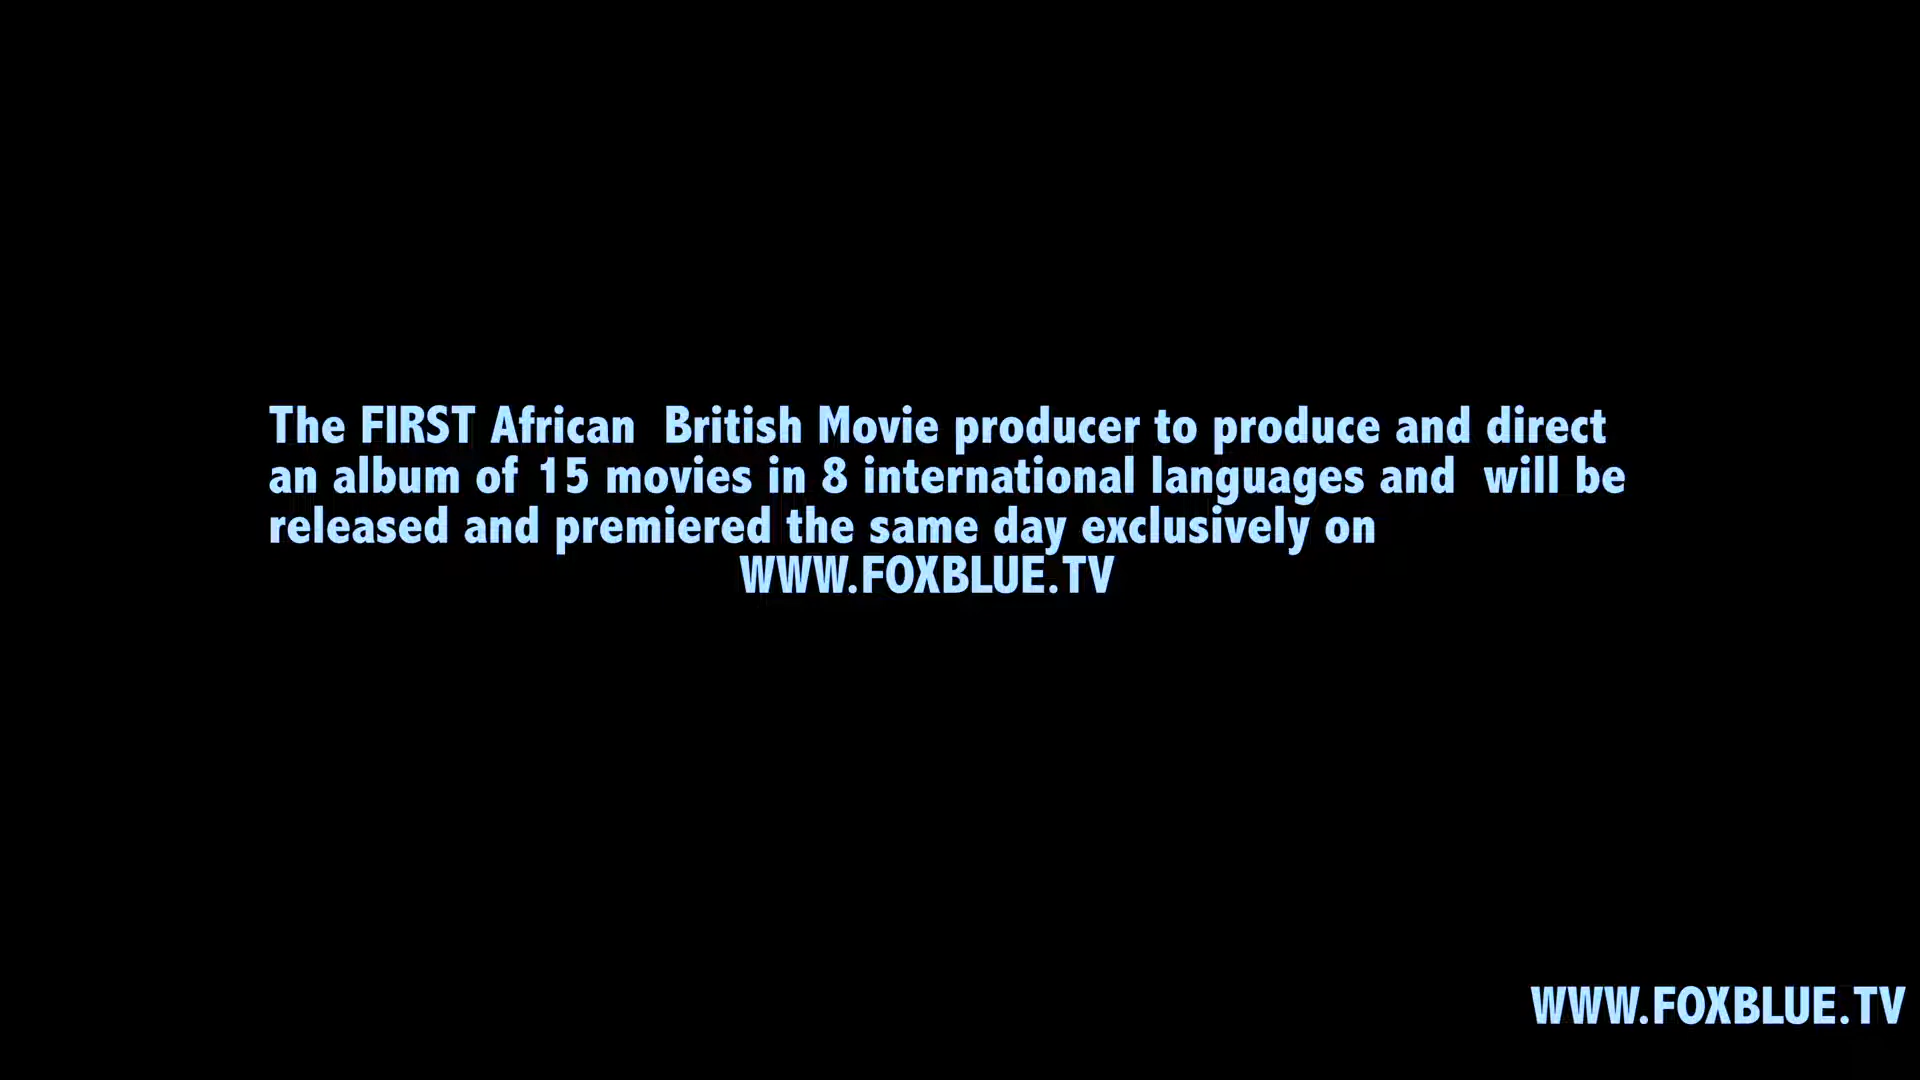 The FIRST African  British Movie producer to produce and direct
an album of 15 movies in 8 international languages and  will be
released and premiered the same day exclusively on
WWW.FOXBLUE.TV
WWW.FOXBLUE.TV